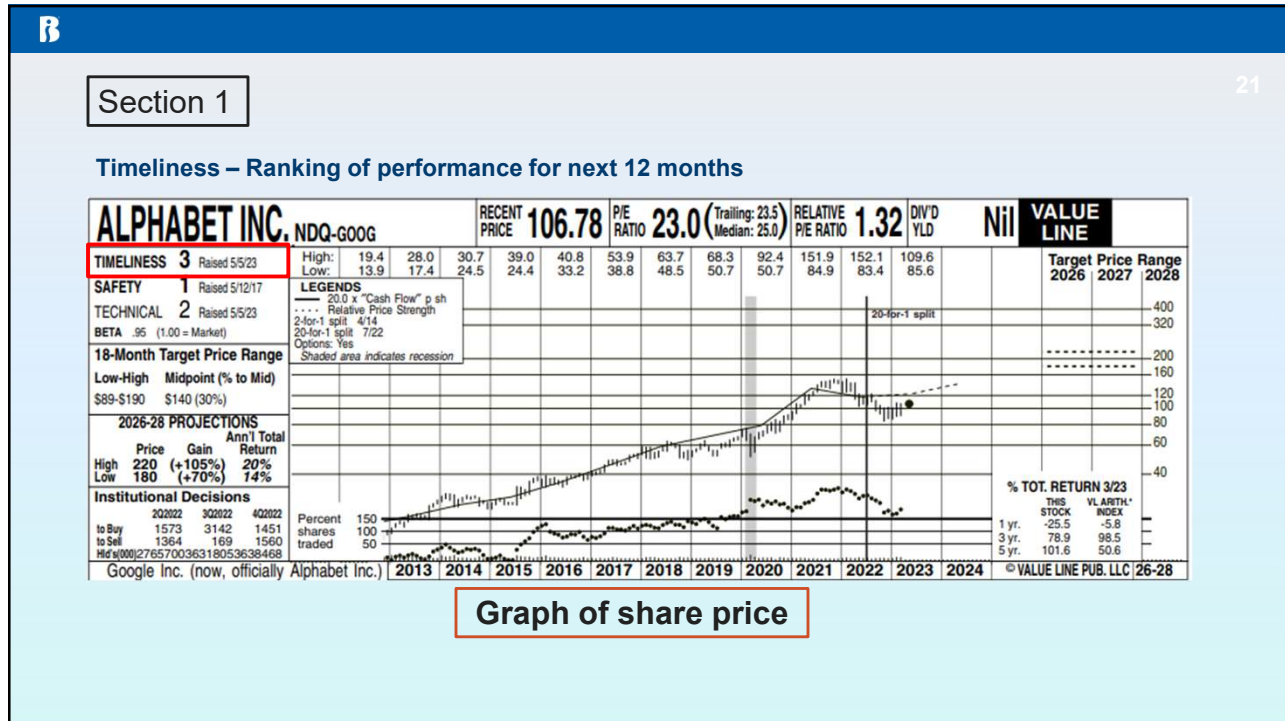 21
Section 1
Timeliness – Ranking of performance for next 12 months
ALPHABET INC. NDQ-GOOG
RECENT PRICE 106.78
P/E RATIO 23.0 (Trailing: 23.5 Median: 25.0)
RELATIVE P/E RATIO 1.32
DIV'D YLD Nil
VALUE LINE
TIMELINESS 3 Raised 5/5/23
SAFETY 1 Raised 5/12/17
TECHNICAL 2 Raised 5/5/23
BETA .95 (1.00 = Market)
18-Month Target Price Range
Low-High Midpoint (% to Mid)
$89-$190 $140 (30%)
2026-28 PROJECTIONS
Ann'l Total
Price Gain Return
High 220 (+105%) 20%
Low 180 (+70%) 14%
Institutional Decisions
2Q2022 3Q2022 4Q2022
to Buy 1573 3142 1451
to Sell 1364 169 1560
Hld's(000)276570036318053638468
High: 19.4 28.0 30.7 39.0 40.8 53.9 63.7 68.3 92.4 151.9 152.1 109.6
Low: 13.9 17.4 24.5 24.4 33.2 38.8 48.5 50.7 50.7 84.9 83.4 85.6
LEGENDS
20.0 x "Cash Flow" p sh
Relative Price Strength
2-for-1 split 4/14
20-for-1 split 7/22
Options: Yes
Shaded area indicates recession
20-for-1 split
Target Price Range
2026 2027 2028
400
320
200
160
120
100
80
60
40
Percent shares traded
150
100
50
% TOT. RETURN 3/23
THIS STOCK VL ARITH.* INDEX
1 yr. -25.5 -5.8
3 yr. 78.9 98.5
5 yr. 101.6 50.6
Google Inc. (now, officially Alphabet Inc.) 2013 2014 2015 2016 2017 2018 2019 2020 2021 2022 2023 2024 © VALUE LINE PUB. LLC 26-28
Graph of share price